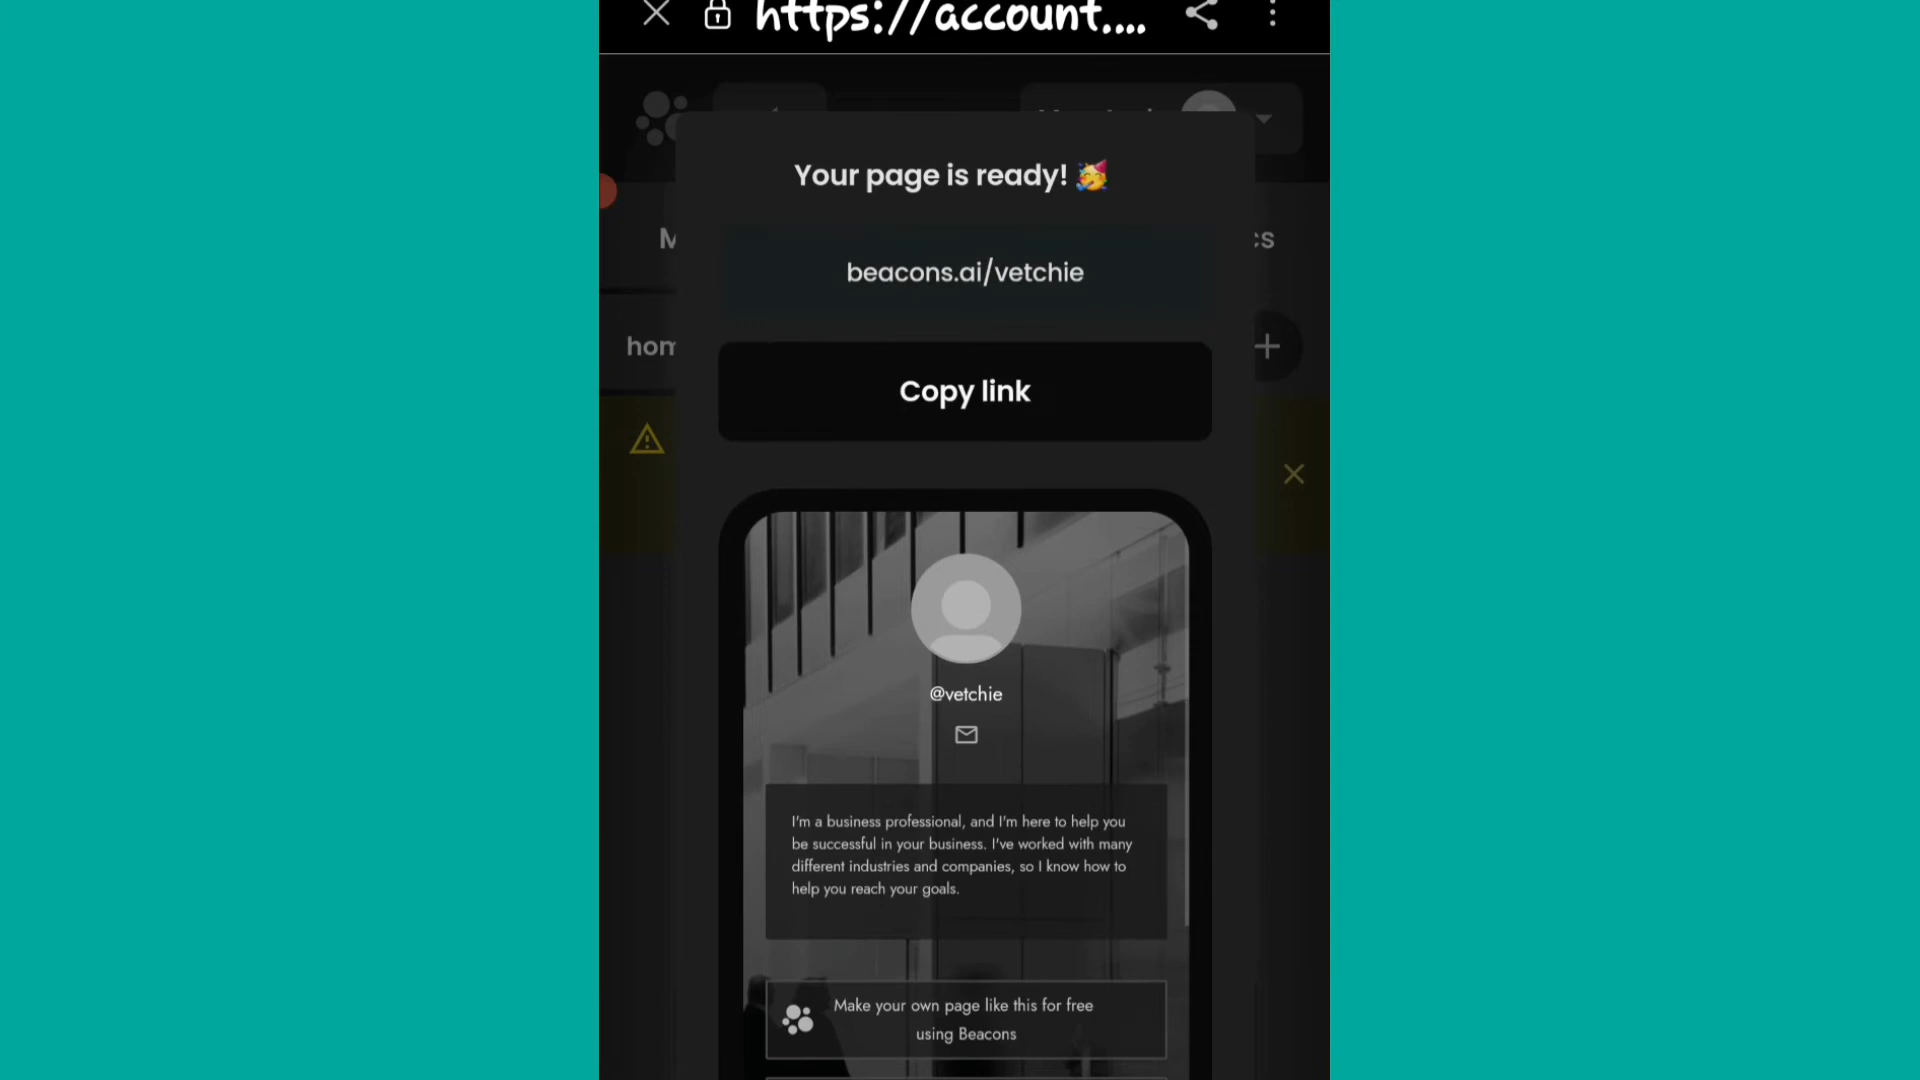 https://account....
Your page is ready! 🥳
beacons.ai/vetchie
hom
Copy link
@vetchie
I'm a business professional, and I'm here to help you
be successful in your business. I've worked with many
different industries and companies, so I know how to
help you reach your goals.
Make your own page like this for free
using Beacons